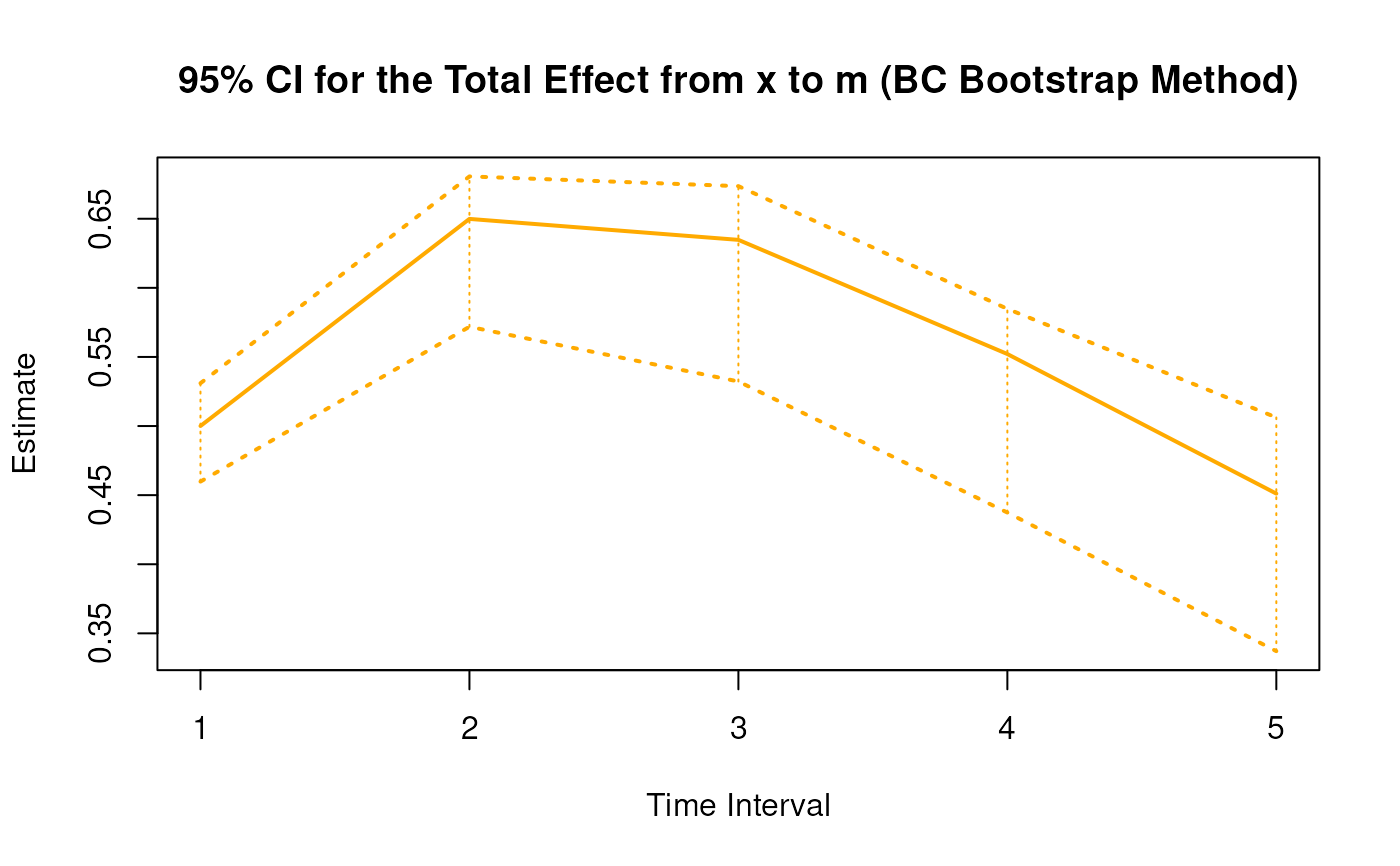 95% CI for the Total Effect from x to m (BC Bootstrap Method)
Estimate
0.65
0.55
0.45
0.35
1 2 3 4 5
Time Interval